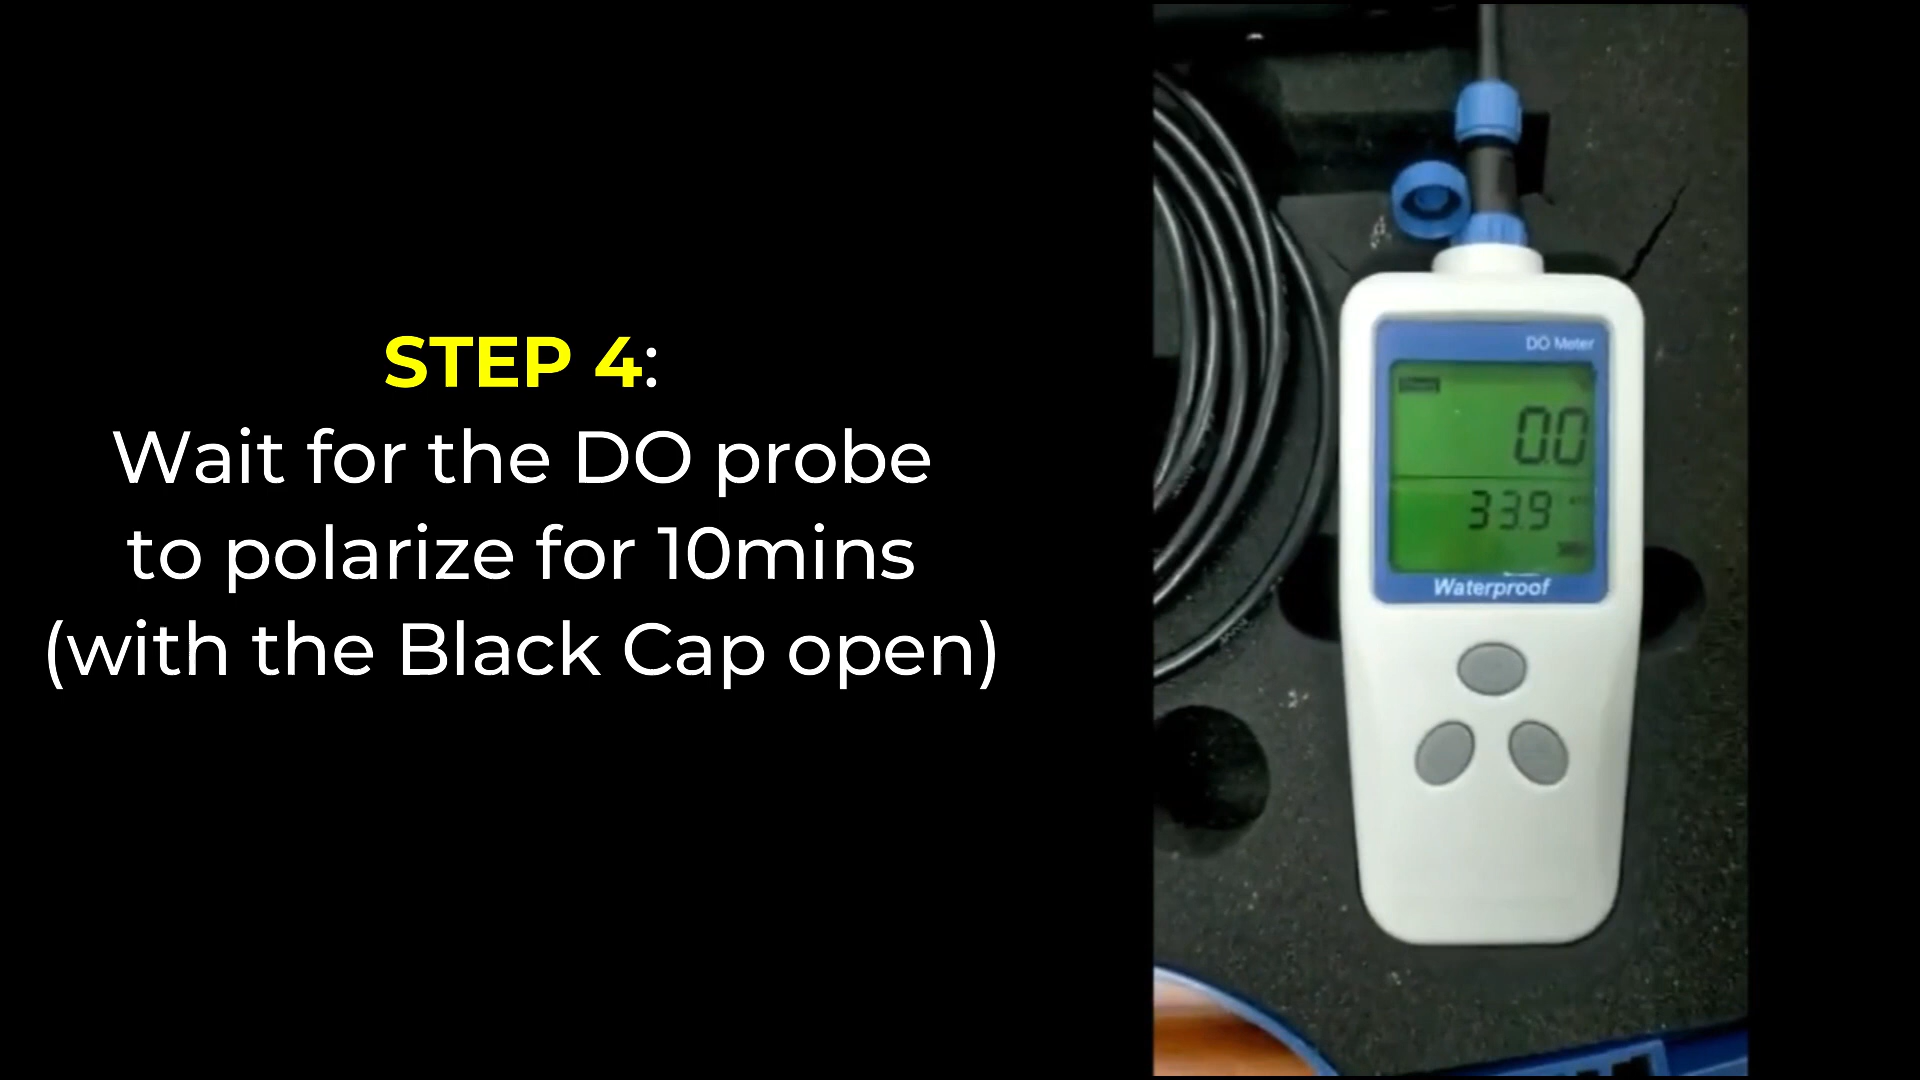 STEP 4:
Wait for the DO probe
to polarize for 10mins
(with the Black Cap open)
DO Meter
0.0
33.9
Waterproof